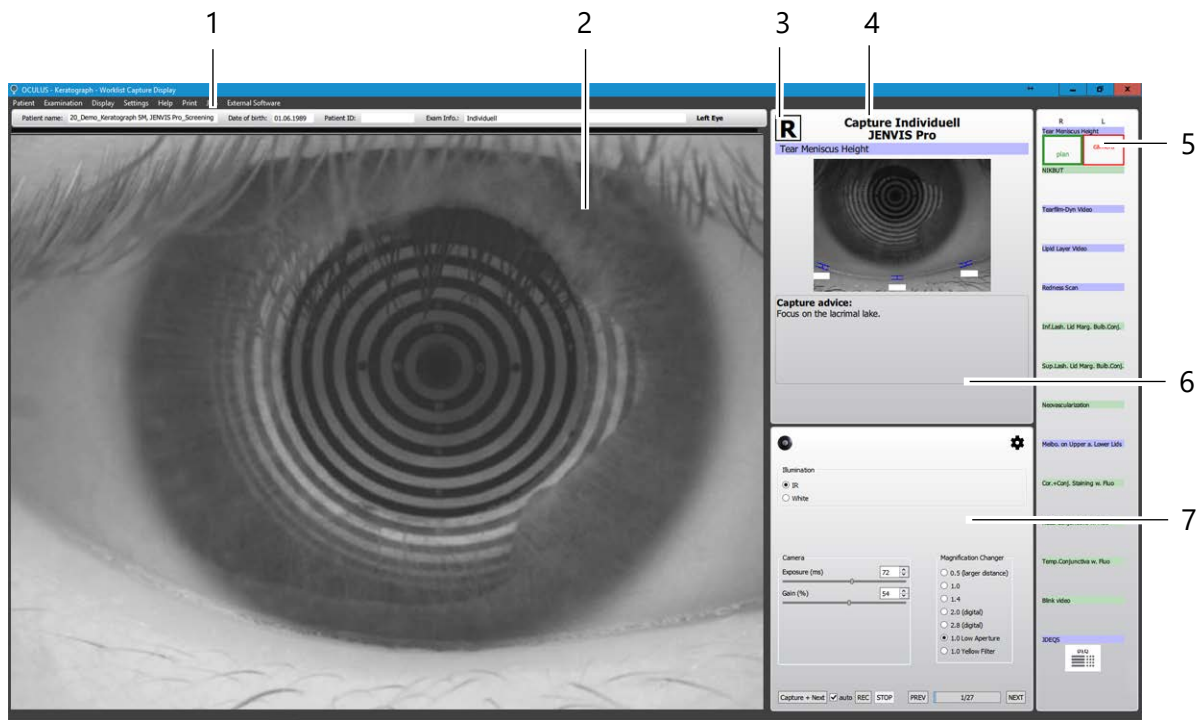 1
2
3
4
OCULUS - Keratograph - Worklist Capture Display
Patient Examination Display Settings Help Print External Software
Patient name: 20_Demo_Keratograph 5M, JENVIS Pro_Screening Date of birth: 01.06.1989 Patient ID: Exam Info.: Individuell Left Eye
R
Capture Individuell
JENVIS Pro
Tear Meniscus Height
Capture advice:
Focus on the lacrimal lake.
Illumination
IR
White
Camera
Exposure (ms) 72
Gain (%) 54
Magnification Changer
0.5 (larger distance)
1.0
1.4
2.0 (digital)
2.8 (digital)
1.0 Low Aperture
1.0 Yellow Filter
Capture + Next auto REC STOP PREV 1/27 NEXT
R L
Tear Meniscus Height
plan
NIKBUT
Tearfilm-Dyn Video
Lipid Layer Video
Redness Scan
Inf.Lash. Lid Marg. Bulb.Conj.
Sup.Lash. Lid Marg. Bulb.Conj.
Neovascularization
Meibo. on Upper a. Lower Lids
Cor.+Conj. Staining w. Fluo
Temp.Conjunctiva w. Fluo
Blink video
JDEQS
5
6
7